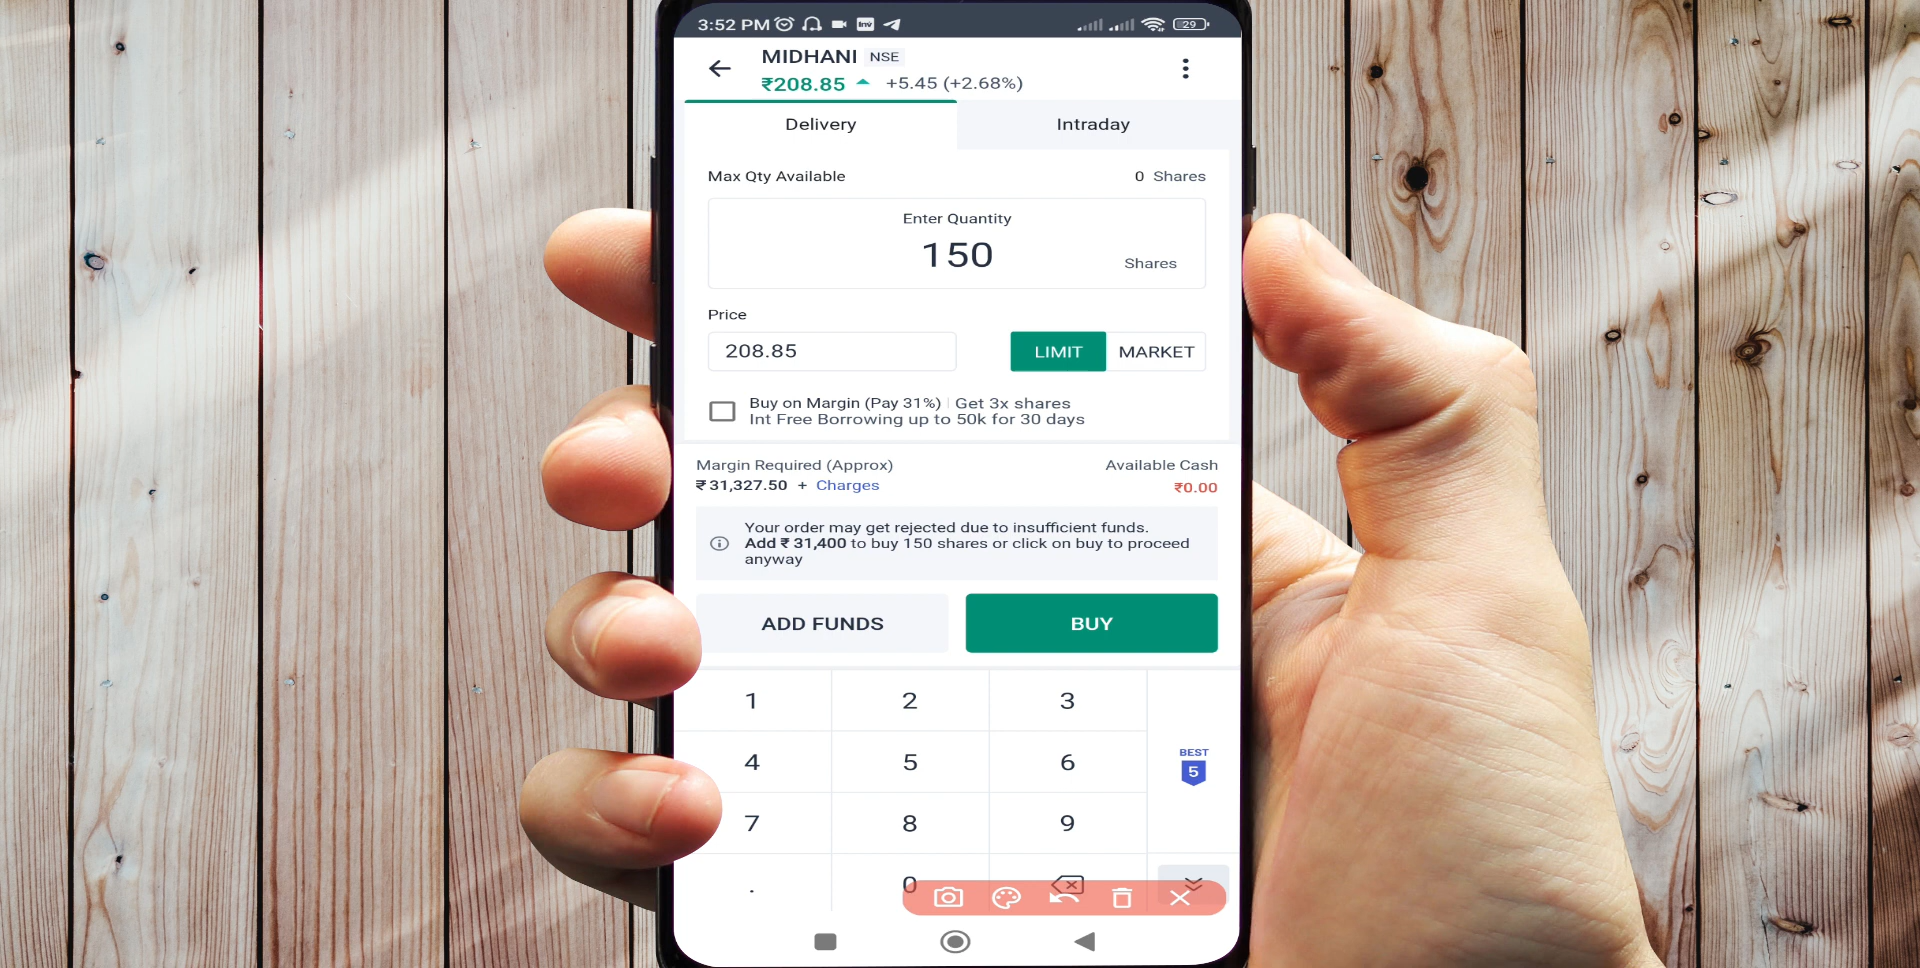 3:52 PM
29
MIDHANI NSE
₹208.85 +5.45 (+2.68%)
Delivery Intraday
Max Qty Available 0 Shares
Enter Quantity
150
Shares
Price
208.85 LIMIT MARKET
Buy on Margin (Pay 31%) | Get 3x shares
Int Free Borrowing up to 50k for 30 days
Margin Required (Approx) Available Cash
₹31,327.50 + Charges ₹0.00
Your order may get rejected due to insufficient funds.
Add ₹ 31,400 to buy 150 shares or click on buy to proceed
anyway
ADD FUNDS BUY
1 2 3
4 5 6
BEST
5
7 8 9
. 0